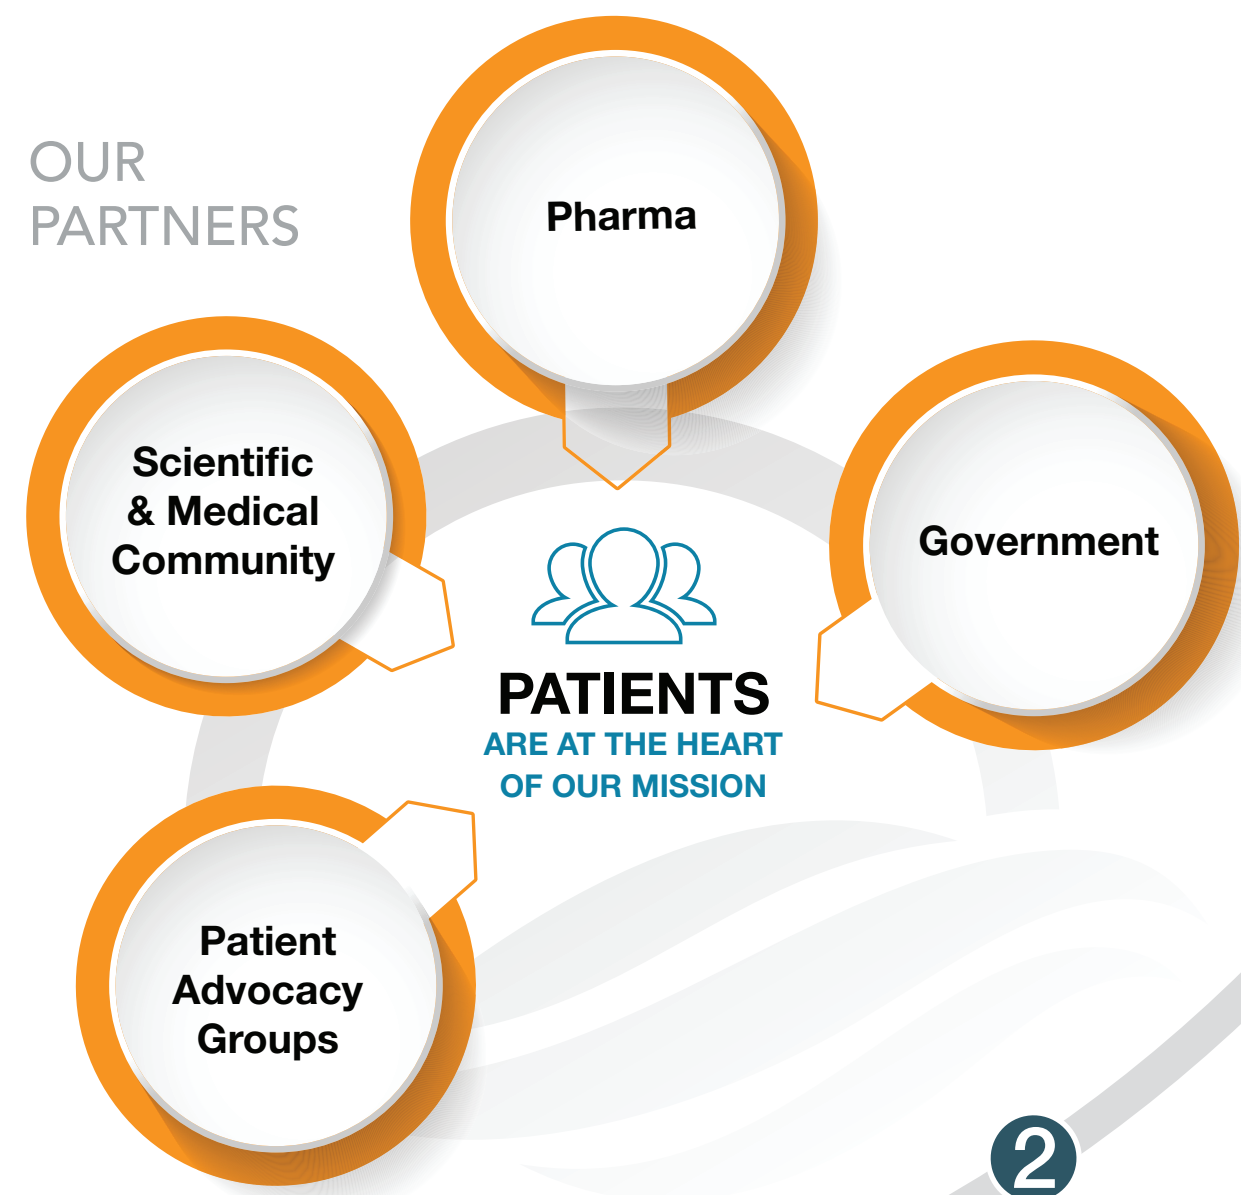 OUR
PARTNERS
Pharma
Scientific
& Medical
Community
Government
PATIENTS
ARE AT THE HEART
OF OUR MISSION
Patient
Advocacy
Groups
2